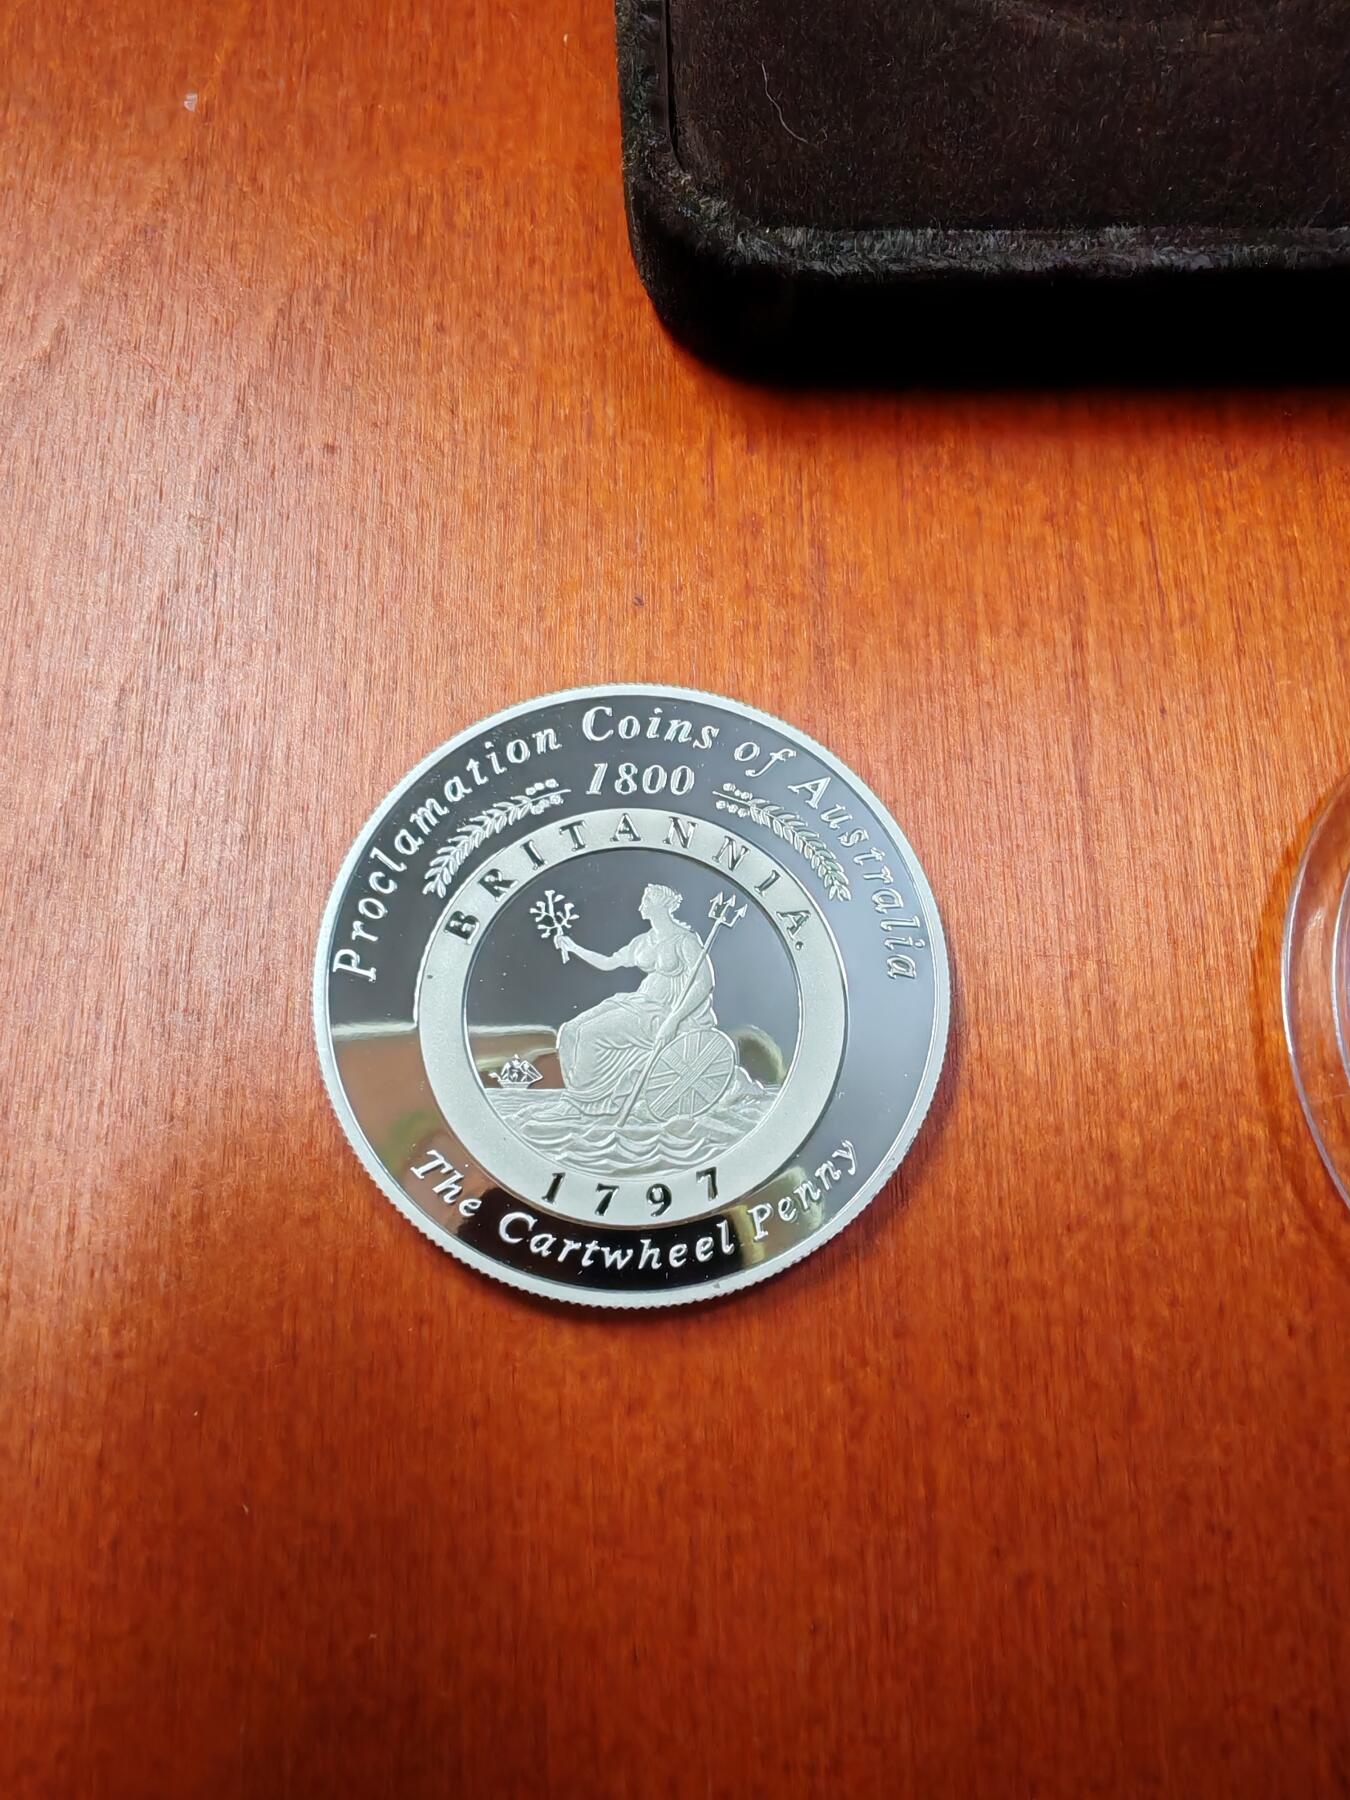 Proclamation Coins of Australia
1800
BRITANNIA.
1797
The Cartwheel Penny